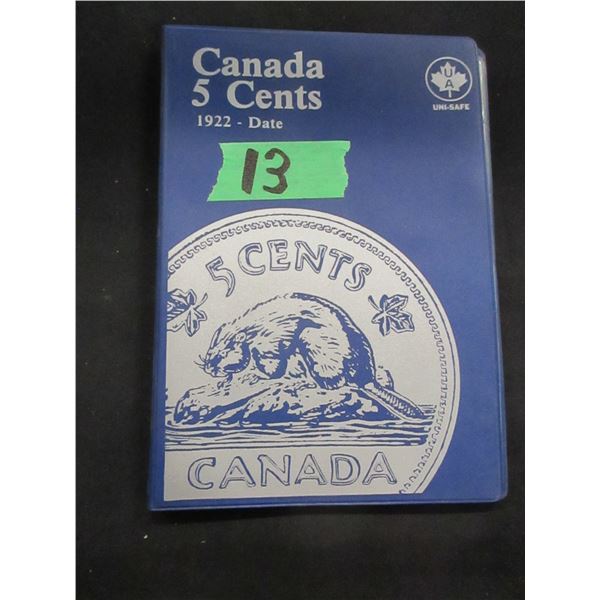 Canada
5 Cents
1922 - Date
U
A
UNI-SAFE
13
5 CENTS
CANADA